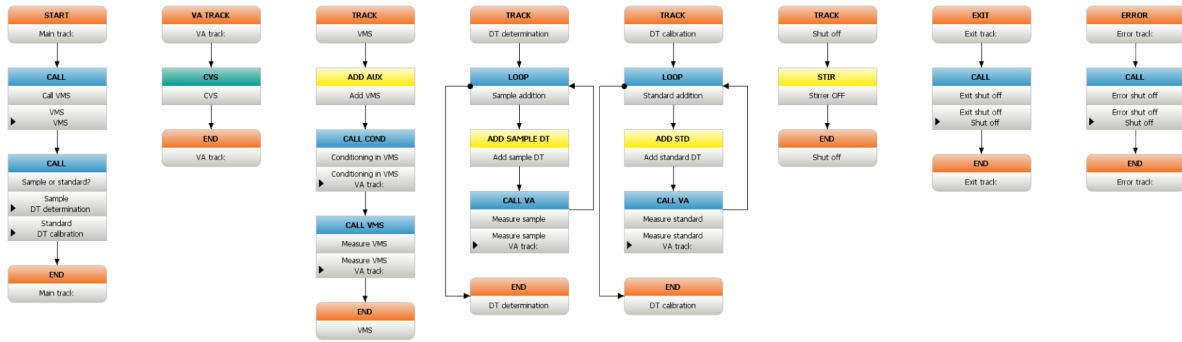 START
Main track
CALL
Call VMS
VMS
VMS
CALL
Sample or standard?
Sample
DT determination
Standard
DT calibration
END
Main track
VA TRACK
VA track
CVS
CVS
END
VA track
TRACK
VMS
ADD AUX
Add VMS
CALL COND
Conditioning in VMS
Conditioning in VMS
VA track
CALL VMS
Measure VMS
Measure VMS
VA track
END
VMS
TRACK
DT determination
LOOP
Sample addition
ADD SAMPLE DT
Add sample DT
CALL VA
Measure sample
Measure sample
VA track
END
DT determination
TRACK
DT calibration
LOOP
Standard addition
ADD STD
Add standard DT
CALL VA
Measure standard
Measure standard
VA track
END
DT calibration
TRACK
Shut off
STIR
Stirrer OFF
END
Shut off
EXIT
Exit track
CALL
Exit shut off
Exit shut off
Shut off
END
Exit track
ERROR
Error track
CALL
Error shut off
Error shut off
Shut off
END
Error track